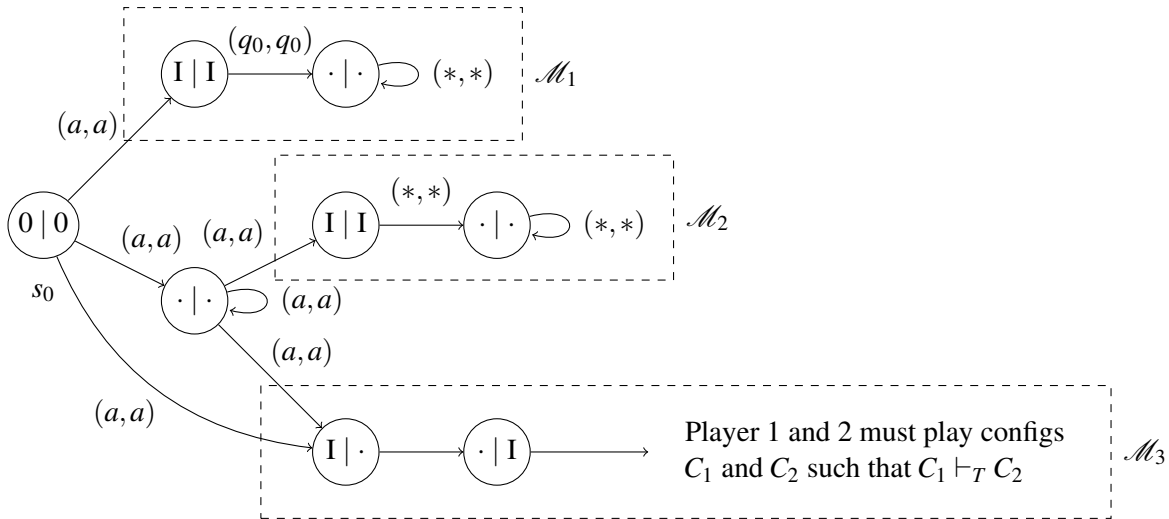 (q₀, q₀)
I | I
· | ·
(∗, ∗)
ℳ₁
(a, a)
(∗, ∗)
0 | 0
(a, a)
(a, a)
I | I
· | ·
(∗, ∗)
ℳ₂
s₀
· | ·
(a, a)
(a, a)
(a, a)
I | ·
· | I
Player 1 and 2 must play configs
C₁ and C₂ such that C₁ ⊢_T C₂
ℳ₃